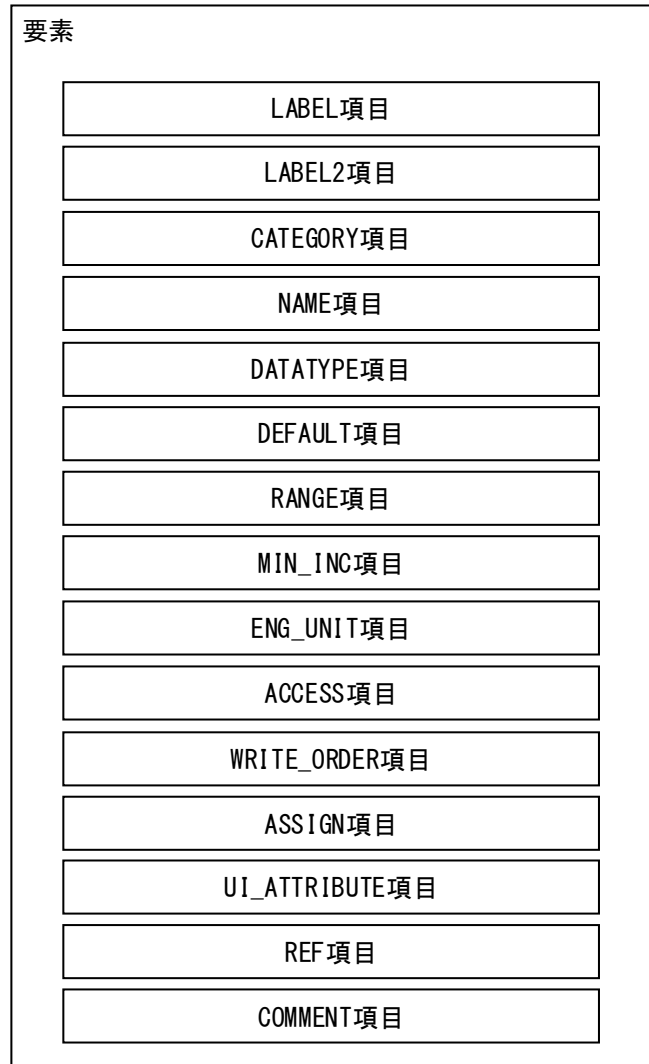 要素
LABEL項目
LABEL2項目
CATEGORY項目
NAME項目
DATATYPE項目
DEFAULT項目
RANGE項目
MIN_INC項目
ENG_UNIT項目
ACCESS項目
WRITE_ORDER項目
ASSIGN項目
UI_ATTRIBUTE項目
REF項目
COMMENT項目